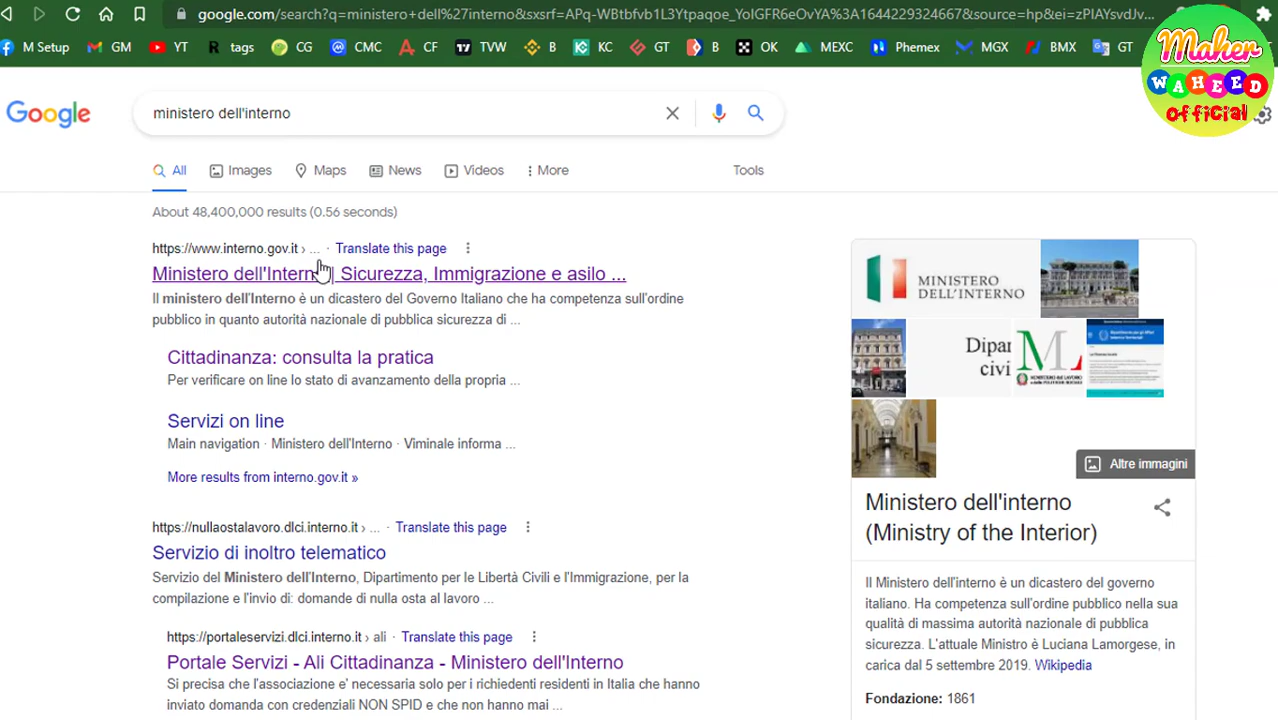 google.com/search?q=ministero+dell%27interno&sxsrf=APq-WBtbfvb1L3Ytpaqoe_YolGFR6eOvYA%3A1644229324667&source=hp&ei=zPIAYsvdJv...
M Setup GM YT tags CG CMC CF TVW B KC GT B OK MEXC Phemex MGX BMX GT
Maher
WAHEED
official
Google
ministero dell'interno
All Images Maps News Videos More Tools
About 48,400,000 results (0.56 seconds)
https://www.interno.gov.it › ... · Translate this page
Ministero dell'Intern | Sicurezza, Immigrazione e asilo ...
Il ministero dell'Interno è un dicastero del Governo Italiano che ha competenza sull'ordine
pubblico in quanto autorità nazionale di pubblica sicurezza di ...
Cittadinanza: consulta la pratica
Per verificare on line lo stato di avanzamento della propria ...
Servizi on line
Main navigation · Ministero dell'Interno · Viminale informa ...
More results from interno.gov.it »
https://nullaostalavoro.dlci.interno.it › ... · Translate this page
Servizio di inoltro telematico
Servizio del Ministero dell'Interno, Dipartimento per le Libertà Civili e l'Immigrazione, per la
compilazione e l'invio di: domande di nulla osta al lavoro ...
https://portaleservizi.dlci.interno.it › ali · Translate this page
Portale Servizi - Ali Cittadinanza - Ministero dell'Interno
Si precisa che l'associazione e' necessaria solo per i richiedenti residenti in Italia che hanno
inviato domanda con credenziali NON SPID e che non hanno mai ...
MINISTERO
DELL'INTERNO
Dipar
civi
Altre immagini
Ministero dell'interno
(Ministry of the Interior)
Il Ministero dell'interno è un dicastero del governo
italiano. Ha competenza sull'ordine pubblico nella sua
qualità di massima autorità nazionale di pubblica
sicurezza. L'attuale Ministro è Luciana Lamorgese, in
carica dal 5 settembre 2019. Wikipedia
Fondazione: 1861